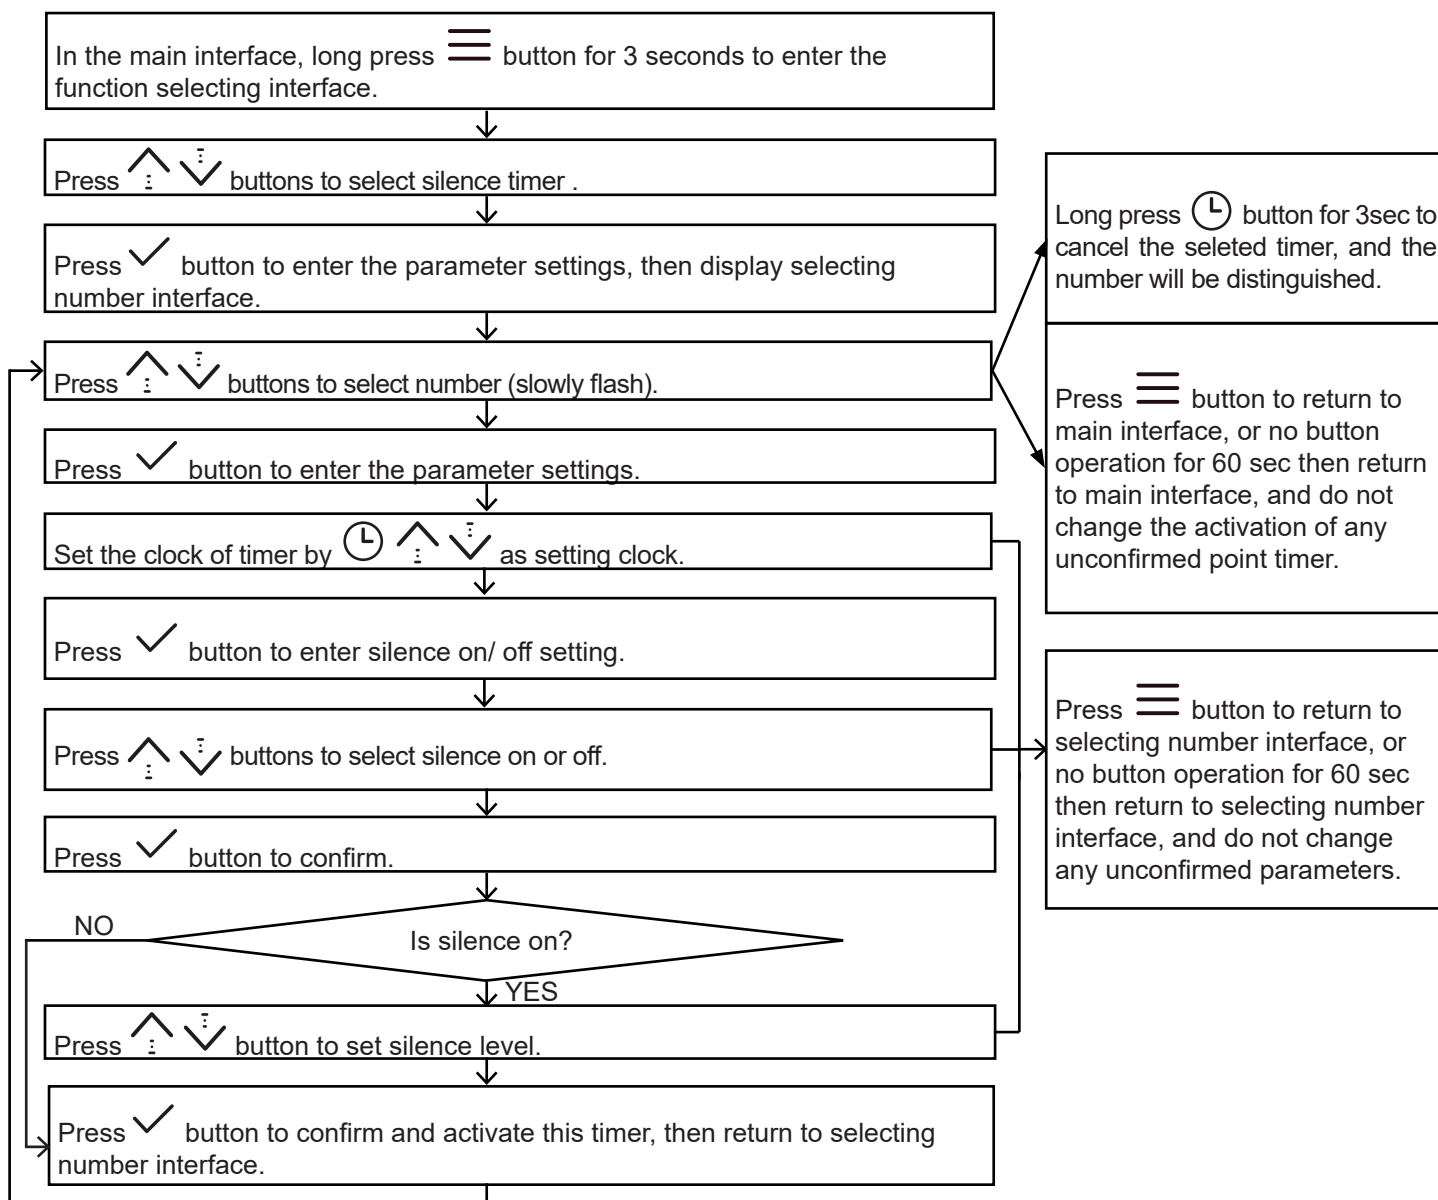 In the main interface, long press button for 3 seconds to enter the
function selecting interface.
Press buttons to select silence timer .
Press button to enter the parameter settings, then display selecting
number interface.
Press buttons to select number (slowly flash).
Press button to enter the parameter settings.
Set the clock of timer by as setting clock.
Press button to enter silence on/ off setting.
Press buttons to select silence on or off.
Press button to confirm.
Is silence on?
NO
YES
Press button to set silence level.
Press button to confirm and activate this timer, then return to selecting
number interface.
Long press button for 3sec to
cancel the seleted timer, and the
number will be distinguished.
Press button to return to
main interface, or no button
operation for 60 sec then return
to main interface, and do not
change the activation of any
unconfirmed point timer.
Press button to return to
selecting number interface, or
no button operation for 60 sec
then return to selecting number
interface, and do not change
any unconfirmed parameters.